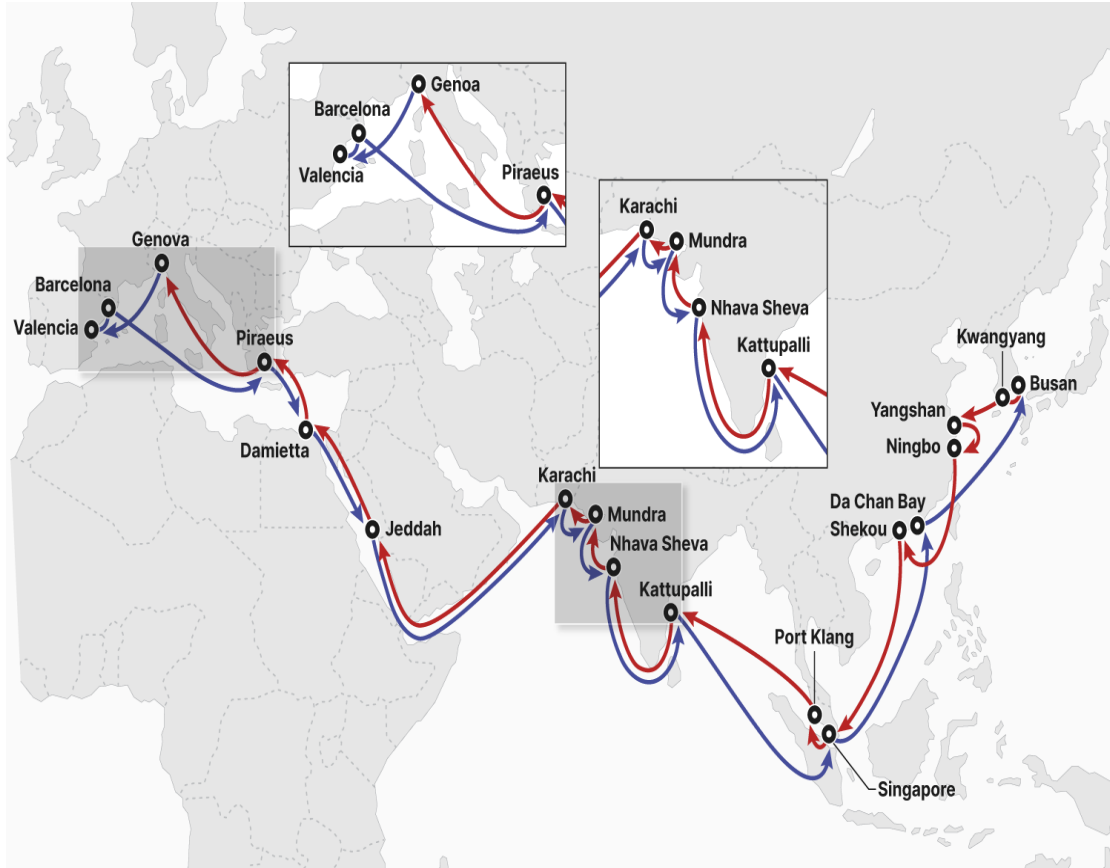 Genoa
Barcelona
Valencia
Piraeus
Karachi
Mundra
Nhava Sheva
Kattupalli
Genova
Barcelona
Valencia
Piraeus
Damietta
Jeddah
Karachi
Mundra
Nhava Sheva
Kattupalli
Kwangyang
Busan
Yangshan
Ningbo
Da Chan Bay
Shekou
Port Klang
Singapore